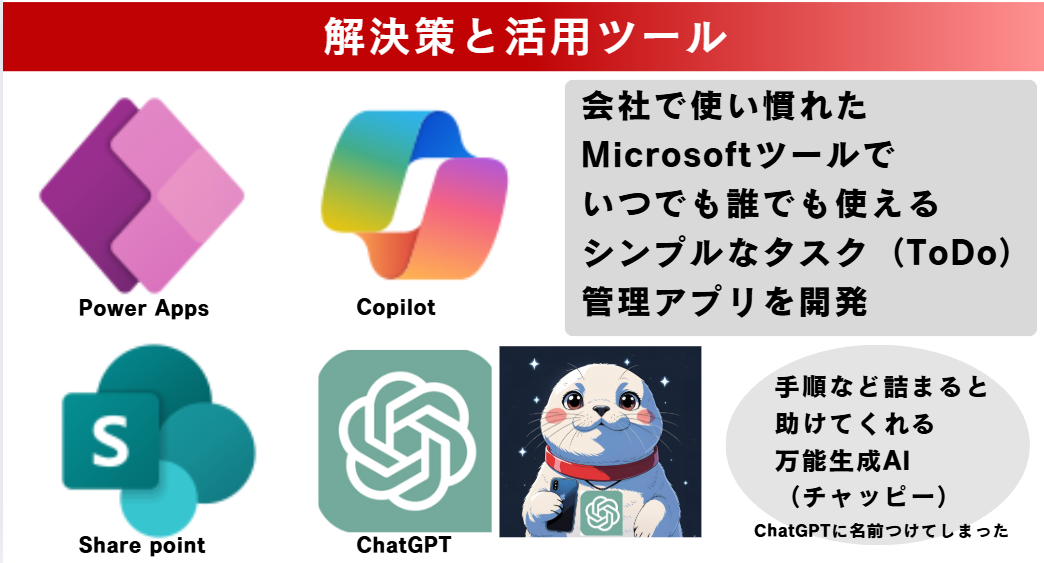 解決策と活用ツール
会社で使い慣れた
Microsoftツールで
いつでも誰でも使える
シンプルなタスク（ToDo）
管理アプリを開発
Power Apps
Copilot
S
Share point
ChatGPT
手順など詰まると
助けてくれる
万能生成AI
（チャッピー）
ChatGPTに名前つけてしまった